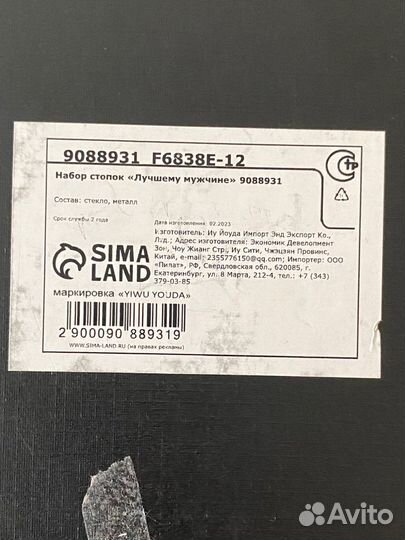 9088931 F6838E-12
Набор стопок «Лучшему мужчине» 9088931
Состав: стекло, металл
Срок службы 2 года
Дата изготовления: 02.2023
Изготовитель: Иу Йоуда Импорт Энд Экспорт Ко.,
Лтд.; Адрес изготовителя: Экономик Девелопмент
Зон, Чоу Жианг Стр., Иу Сити, Чжэцзян Провинс,
Китай, e-mail: 2355776150@qq.com; Импортер: ООО
«Пилат», РФ, Свердловская обл., 620085, г.
Екатеринбург, ул. 8 Марта, 212-4, тел.: +7 (343)
379-03-85
SIMA
LAND
маркировка «YIWU YOUDA»
2 900090 889319
WWW.SIMA-LAND.RU (на правах рекламы)
СТР
Avito